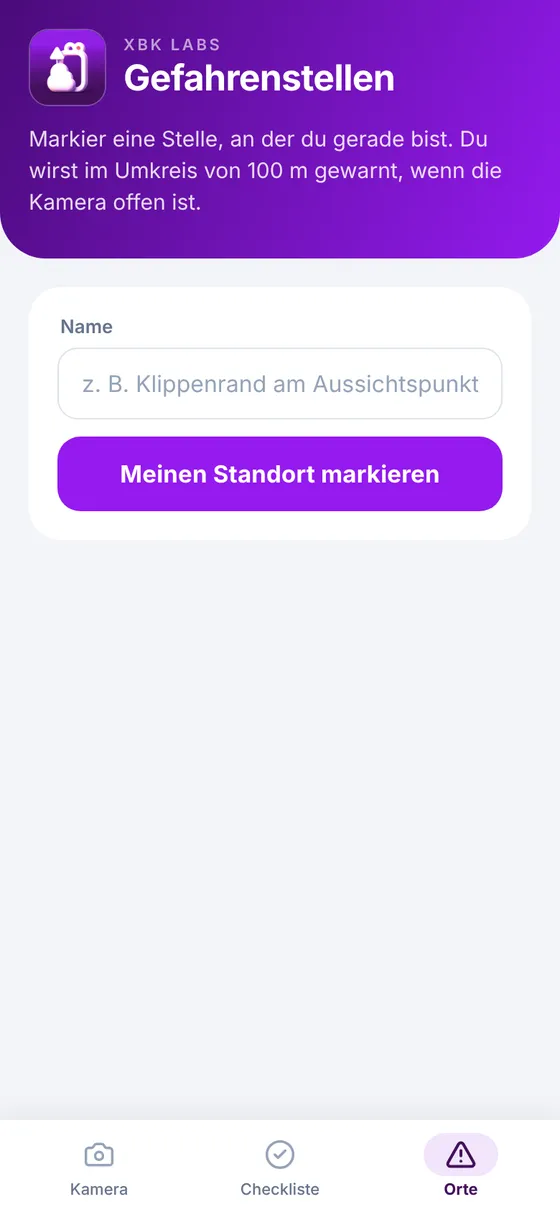 XBK LABS
Gefahrenstellen
Markier eine Stelle, an der du gerade bist. Du
wirst im Umkreis von 100 m gewarnt, wenn die
Kamera offen ist.
Name
z. B. Klippenrand am Aussichtspunkt
Meinen Standort markieren
Kamera
Checkliste
Orte